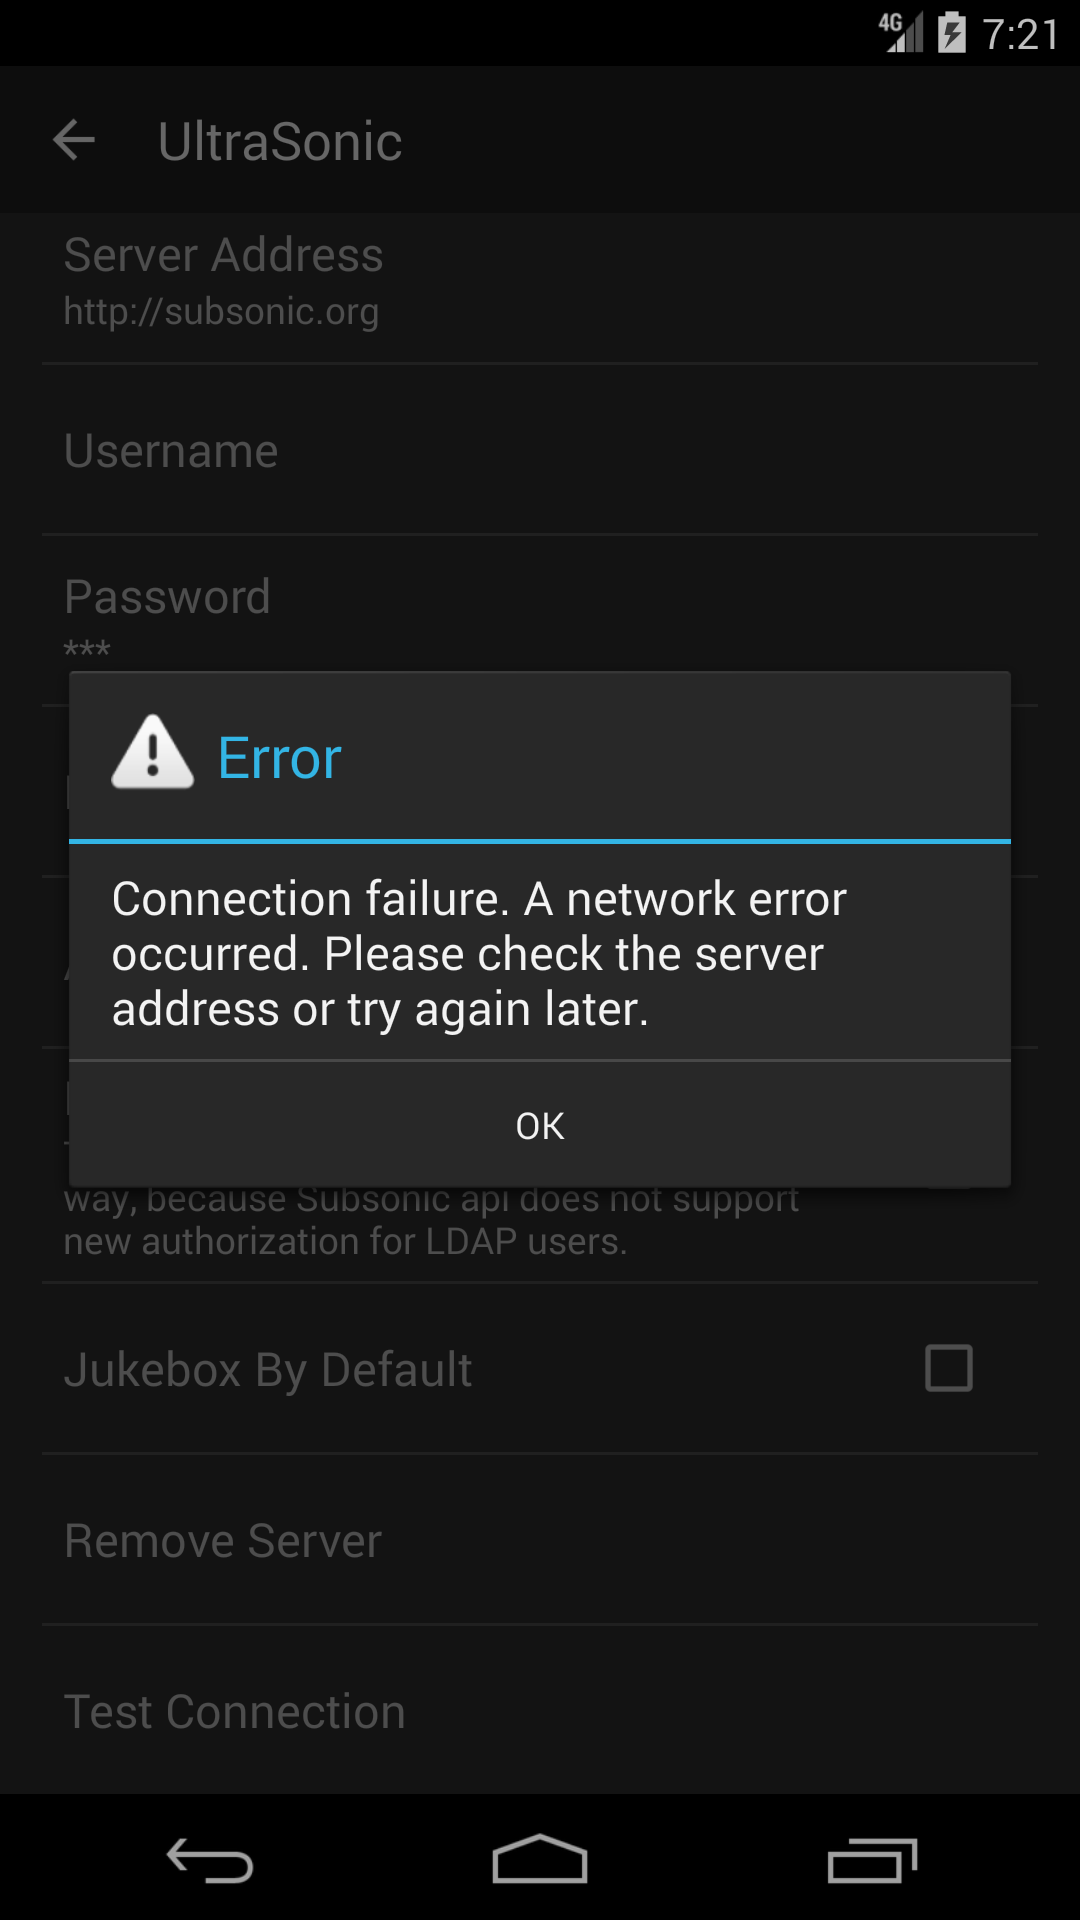 4G 7:21
UltraSonic
Server Address
http://subsonic.org
Username
Password
***
Error
Connection failure. A network error
occurred. Please check the server
address or try again later.
OK
way, because Subsonic api does not support
new authorization for LDAP users.
Jukebox By Default
Remove Server
Test Connection